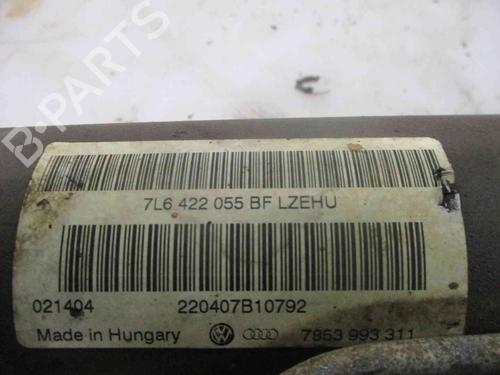 B-PARTS
7L6 422 055 BF LZEHU
021404 220407B10792
Made in Hungary 7853 993 311